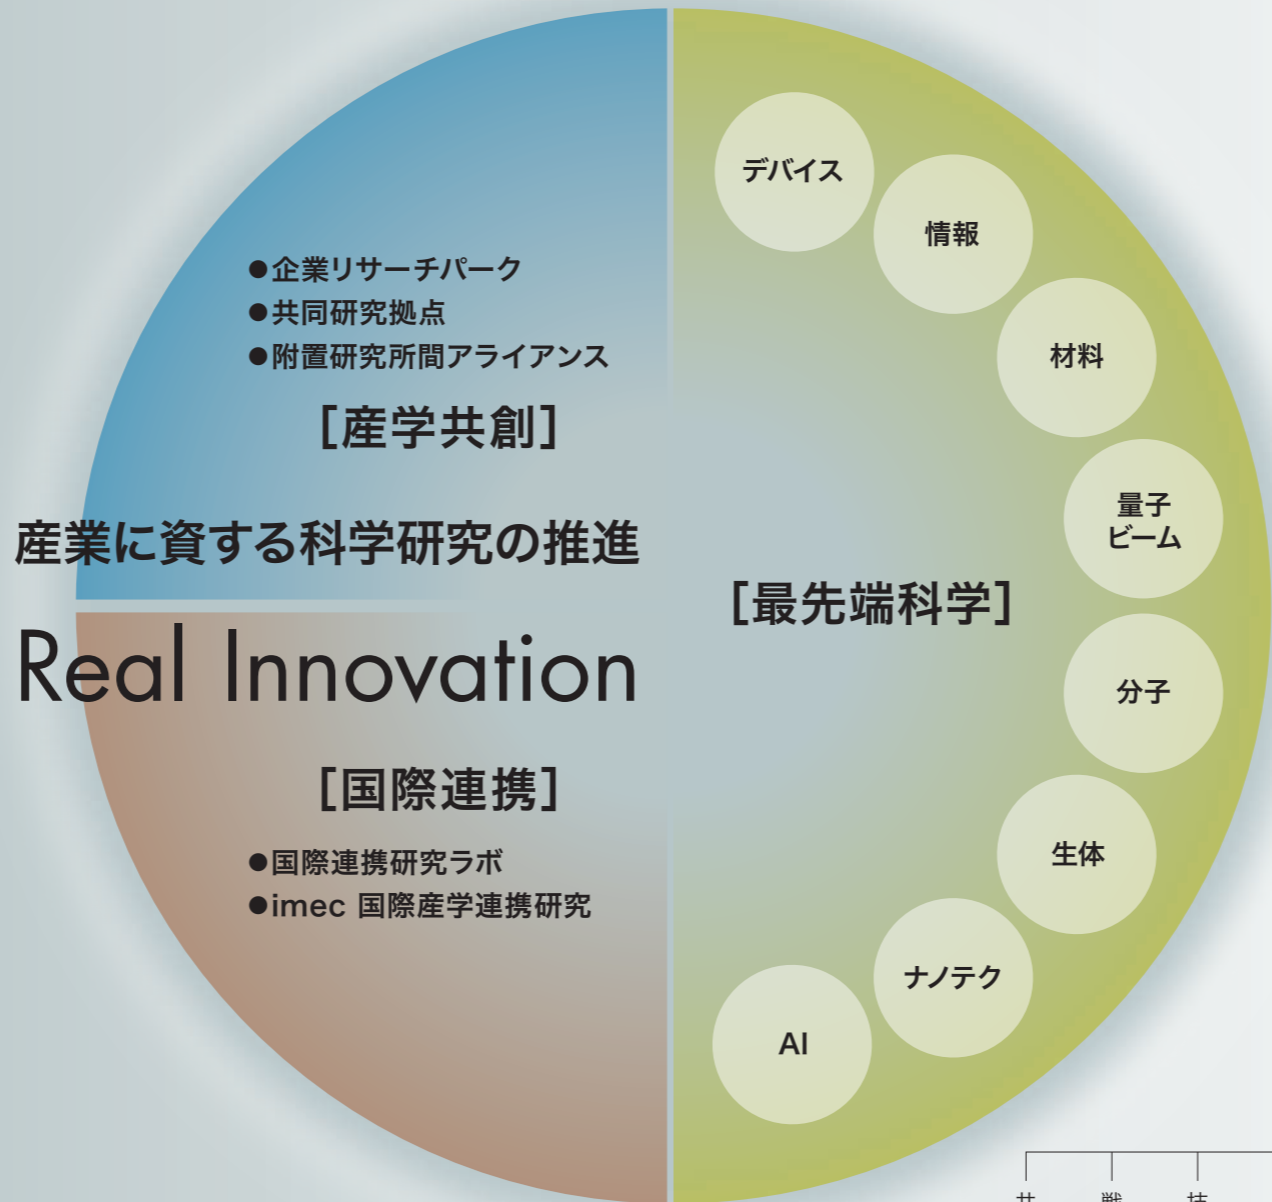 ●企業リサーチパーク
●共同研究拠点
●附置研究所間アライアンス
［産学共創］
産業に資する科学研究の推進
Real Innovation
［国際連携］
●国際連携研究ラボ
●imec 国際産学連携研究
［最先端科学］
デバイス
情報
材料
量子
ビーム
分子
生体
ナノテク
AI